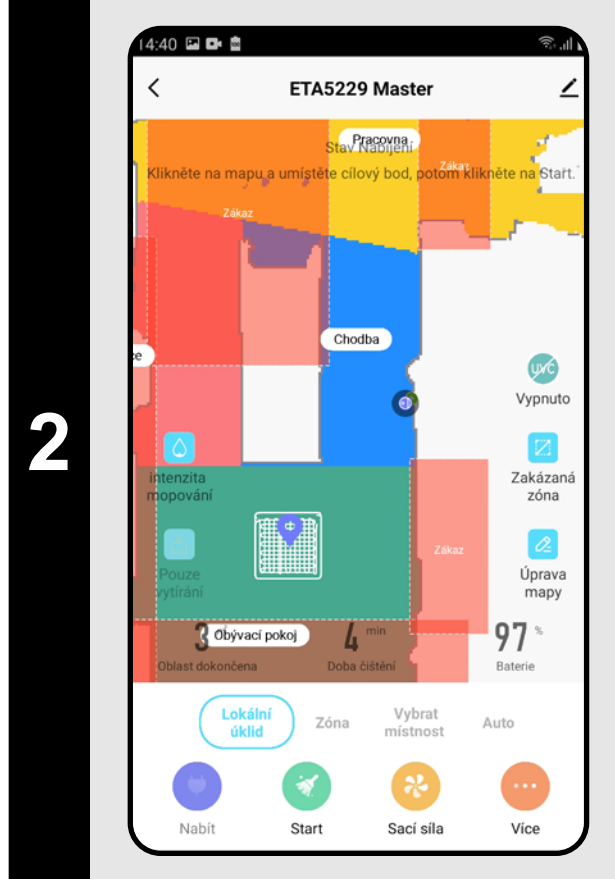 2
14:40
ETA5229 Master
Pracovna
Stav Nabíjení
Klikněte na mapu a umístěte cílový bod, potom klikněte na Start.
Zákaz
Zákaz
Chodba
ce
UVC
Vypnuto
intenzita
mopování
Zakázaná
zóna
Zákaz
Pouze
vytírání
Úprava
mapy
3 Obývací pokoj 4 min 97 %
Oblast dokončena Doba čištění Baterie
Lokální
úklid
Zóna
Vybrat
místnost
Auto
Nabít Start Sací síla Více